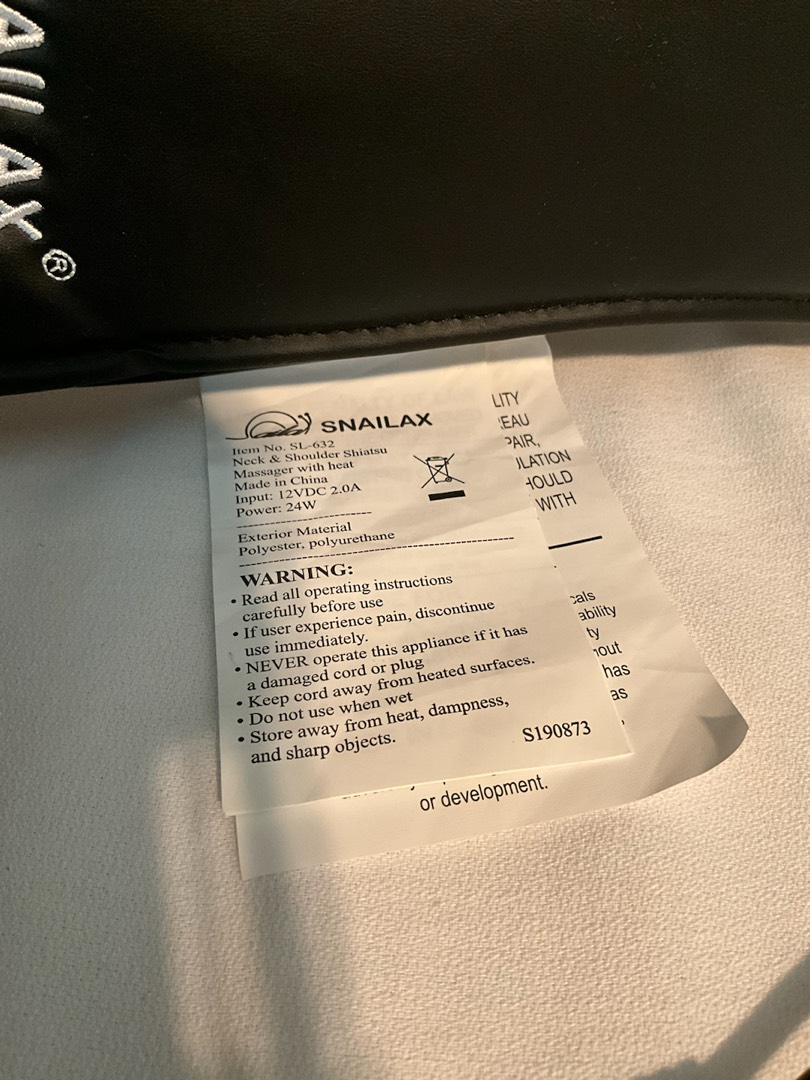 AILAX®
SNAILAX
Item No. SL-632
Neck & Shoulder Shiatsu
Massager with heat
Made in China
Input: 12VDC 2.0A
Power: 24W
Exterior Material
Polyester, polyurethane
WARNING:
• Read all operating instructions
carefully before use
• If user experience pain, discontinue
use immediately.
• NEVER operate this appliance if it has
a damaged cord or plug
• Keep cord away from heated surfaces.
• Do not use when wet
• Store away from heat, dampness,
and sharp objects.
S190873
LITY
EAU
PAIR,
ULATION
HOULD
WITH
cals
ability
ty
hout
has
as
or development.